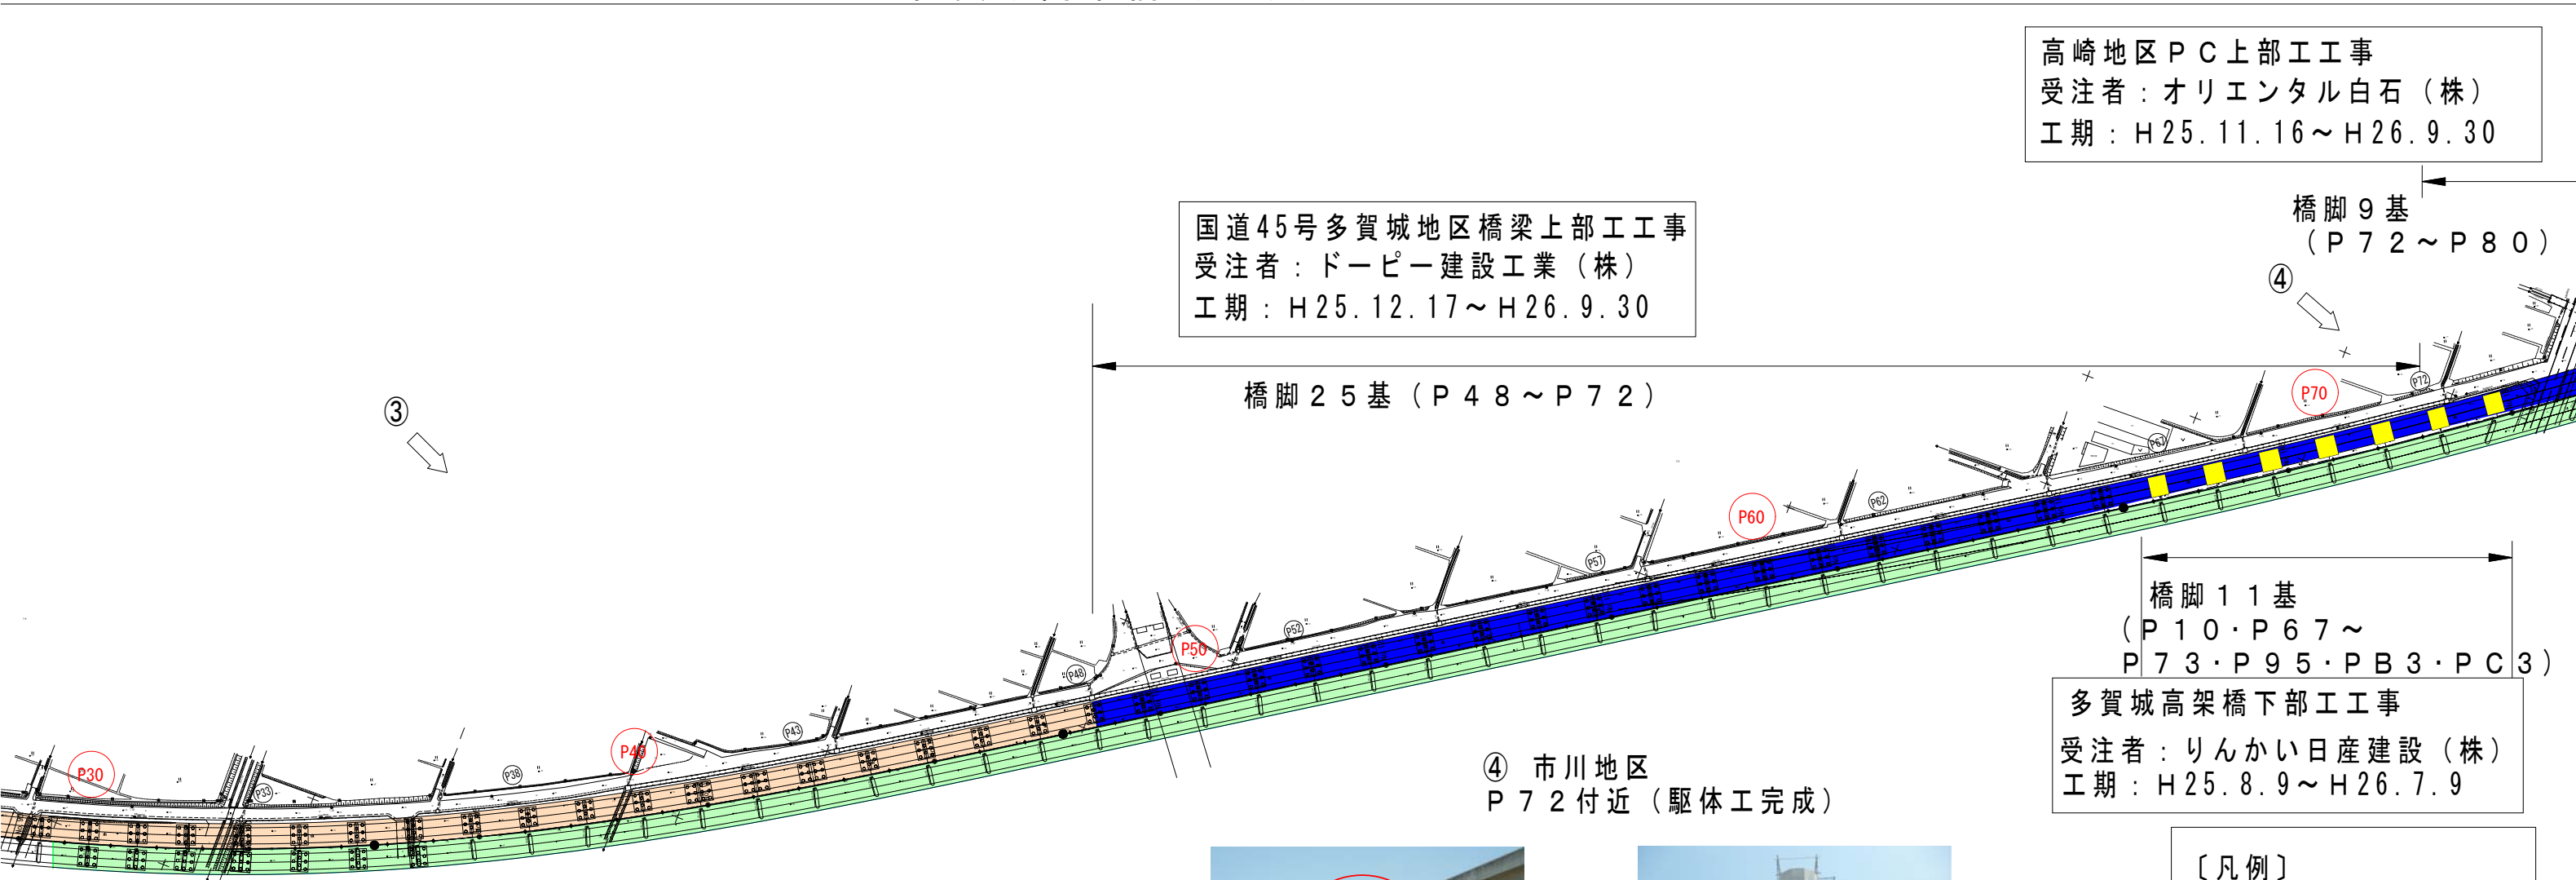 高崎地区ＰＣ上部工工事
受注者：オリエンタル白石（株）
工期：Ｈ25.11.16～Ｈ26.9.30
橋脚９基
（Ｐ７２～Ｐ８０）
④
国道45号多賀城地区橋梁上部工工事
受注者：ドーピー建設工業（株）
工期：Ｈ25.12.17～Ｈ26.9.30
橋脚２５基（Ｐ４８～Ｐ７２）
③
P72
P70
P67
P62
P60
P57
P52
P50
P48
P43
P40
P38
P33
P30
橋脚１１基
（Ｐ１０・Ｐ６７～
Ｐ７３・Ｐ９５・ＰＢ３・ＰＣ３）
多賀城高架橋下部工工事
受注者：りんかい日産建設（株）
工期：Ｈ25.8.9～Ｈ26.7.9
④　市川地区
Ｐ７２付近（駆体工完成）
〔凡例〕